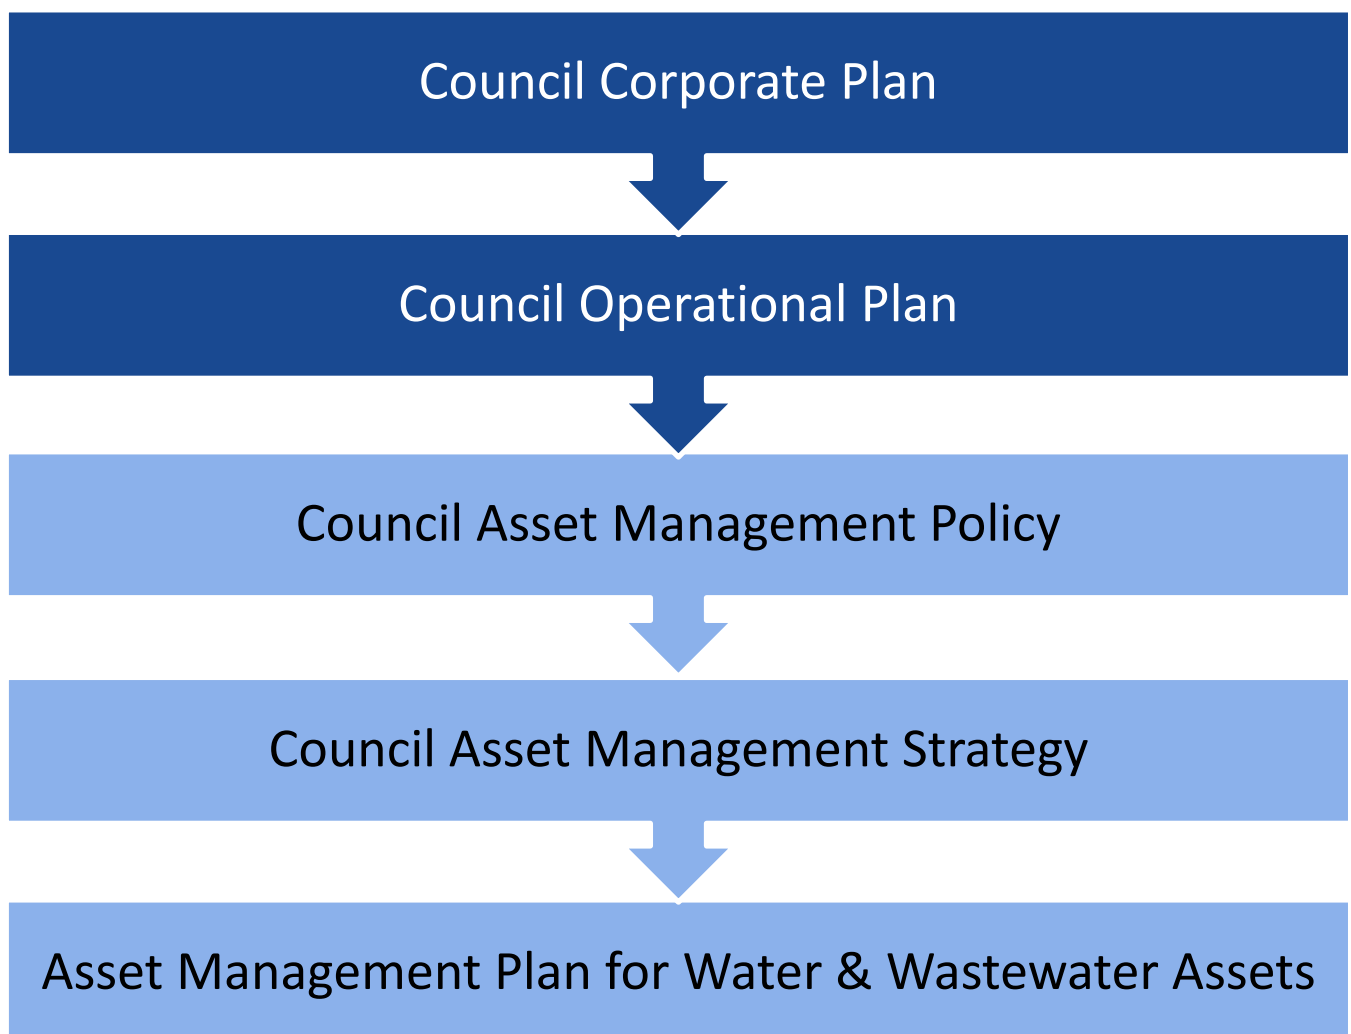 Council Corporate Plan
Council Operational Plan
Council Asset Management Policy
Council Asset Management Strategy
Asset Management Plan for Water & Wastewater Assets